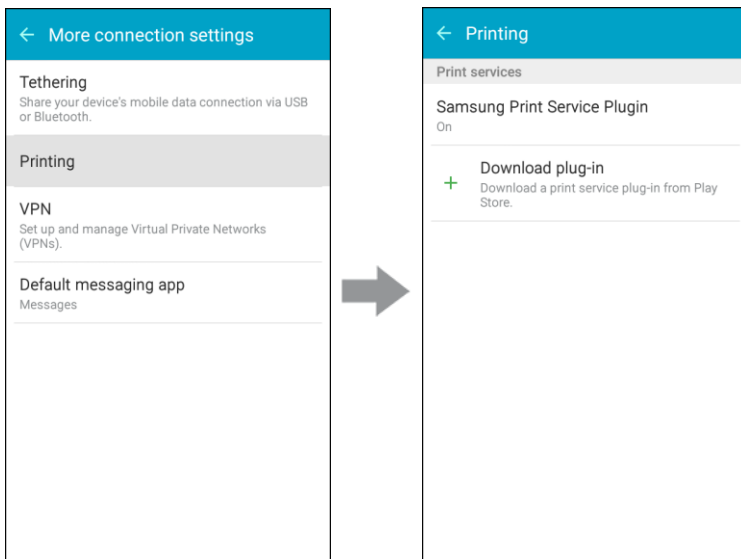 More connection settings
Tethering
Share your device's mobile data connection via USB
or Bluetooth.
Printing
VPN
Set up and manage Virtual Private Networks
(VPNs).
Default messaging app
Messages
Printing
Print services
Samsung Print Service Plugin
On
Download plug-in
Download a print service plug-in from Play
Store.